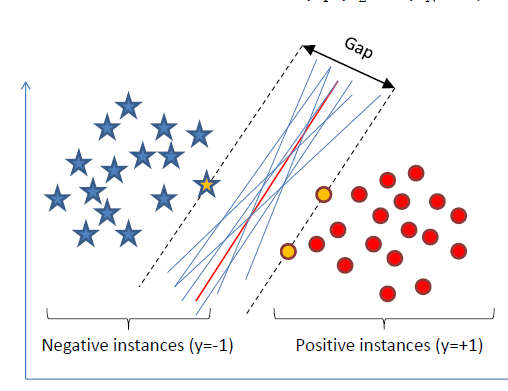 Gap
Negative instances (y=-1)
Positive instances (y=+1)